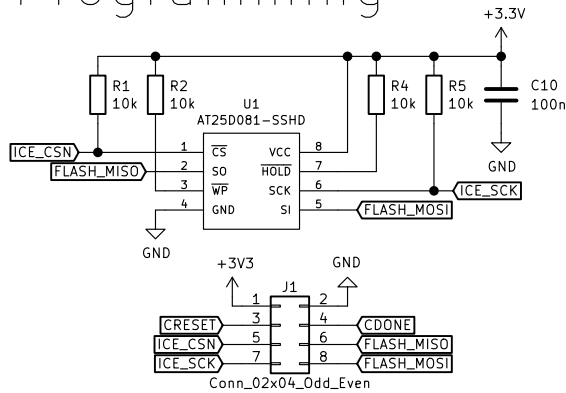 Programming
+3.3V
R1 10k
R2 10k
R4 10k
R5 10k
C10 100n
U1
AT25D081-SSHD
ICE_CSN 1 CS VCC 8
FLASH_MISO 2 SO HOLD 7
3 WP SCK 6 ICE_SCK
4 GND SI 5 FLASH_MOSI
GND
GND
+3V3
GND
J1
1 2
CRESET 3 4 CDONE
ICE_CSN 5 6 FLASH_MISO
ICE_SCK 7 8 FLASH_MOSI
Conn_02x04_Odd_Even